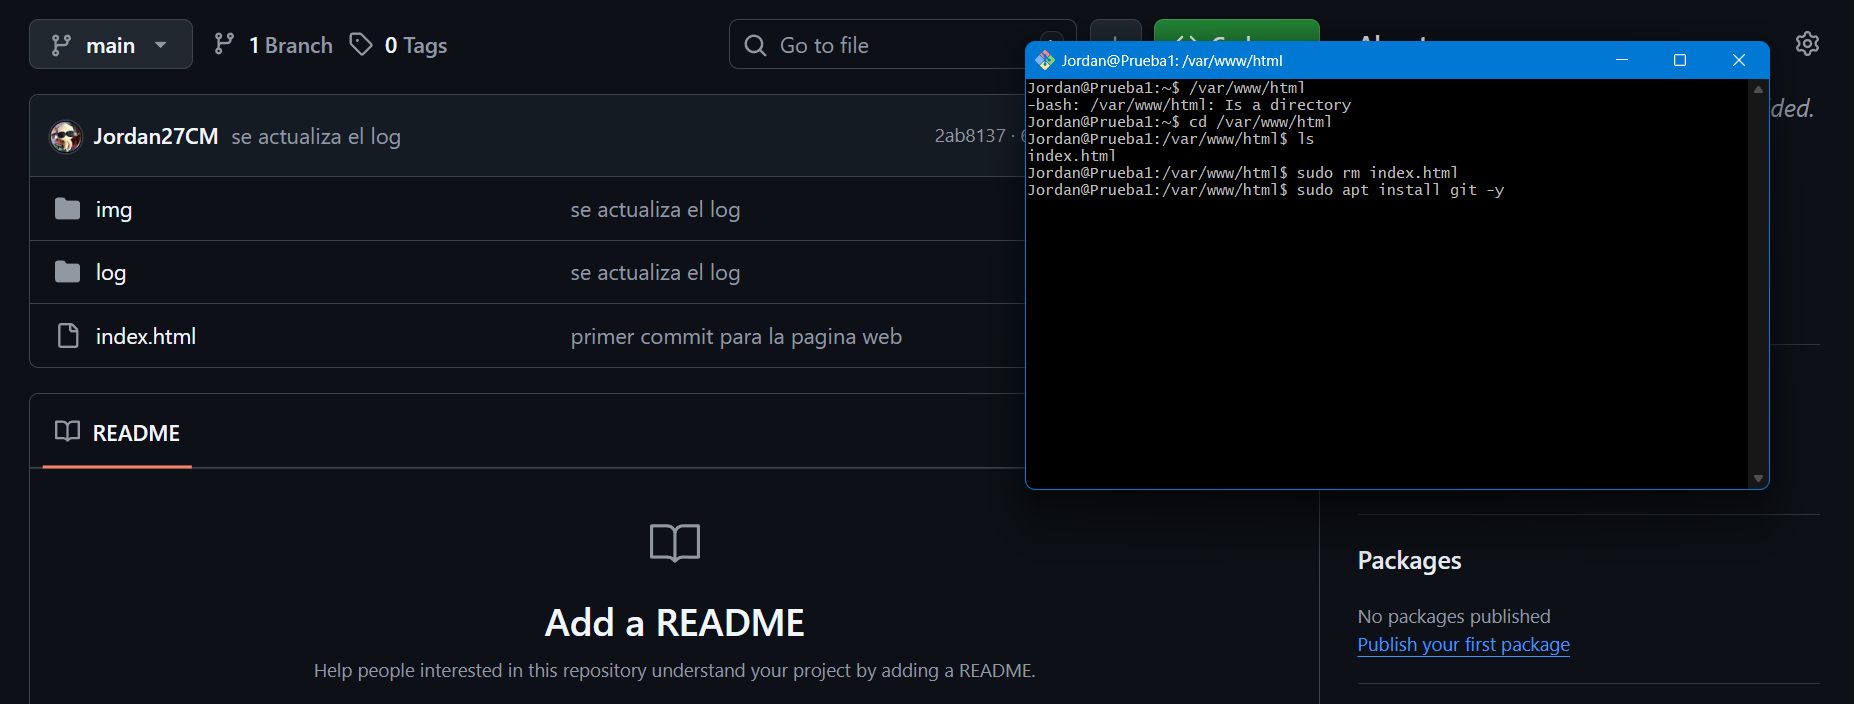 main
1 Branch
0 Tags
Go to file
Jordan27CM se actualiza el log
2ab8137 ·
img se actualiza el log
log se actualiza el log
index.html primer commit para la pagina web
README
Add a README
Help people interested in this repository understand your project by adding a README.
Jordan@Prueba1: /var/www/html
Jordan@Prueba1:~$ /var/www/html
-bash: /var/www/html: Is a directory
Jordan@Prueba1:~$ cd /var/www/html
Jordan@Prueba1:/var/www/html$ ls
index.html
Jordan@Prueba1:/var/www/html$ sudo rm index.html
Jordan@Prueba1:/var/www/html$ sudo apt install git -y
ded.
Packages
No packages published
Publish your first package